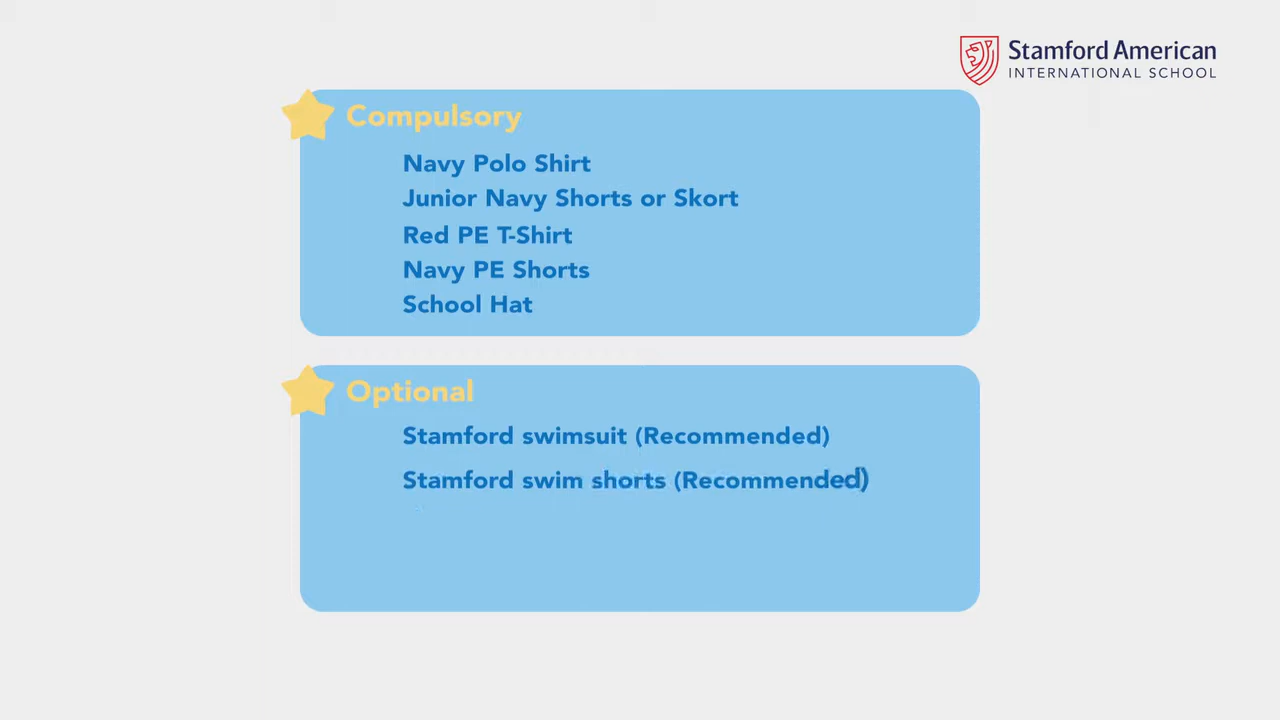 Stamford American
INTERNATIONAL SCHOOL
Compulsory
Navy Polo Shirt
Junior Navy Shorts or Skort
Red PE T-Shirt
Navy PE Shorts
School Hat
Optional
Stamford swimsuit (Recommended)
Stamford swim shorts (Recommended)